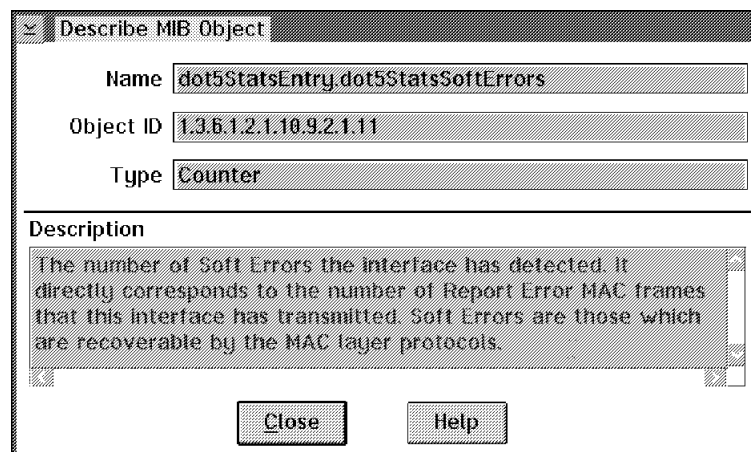 Describe MIB Object
Name dot5StatsEntry.dot5StatsSoftErrors
Object ID 1.3.6.1.2.1.10.9.2.1.11
Type Counter
Description
The number of Soft Errors the interface has detected. It
directly corresponds to the number of Report Error MAC frames
that this interface has transmitted. Soft Errors are those which
are recoverable by the MAC layer protocols.
Close Help